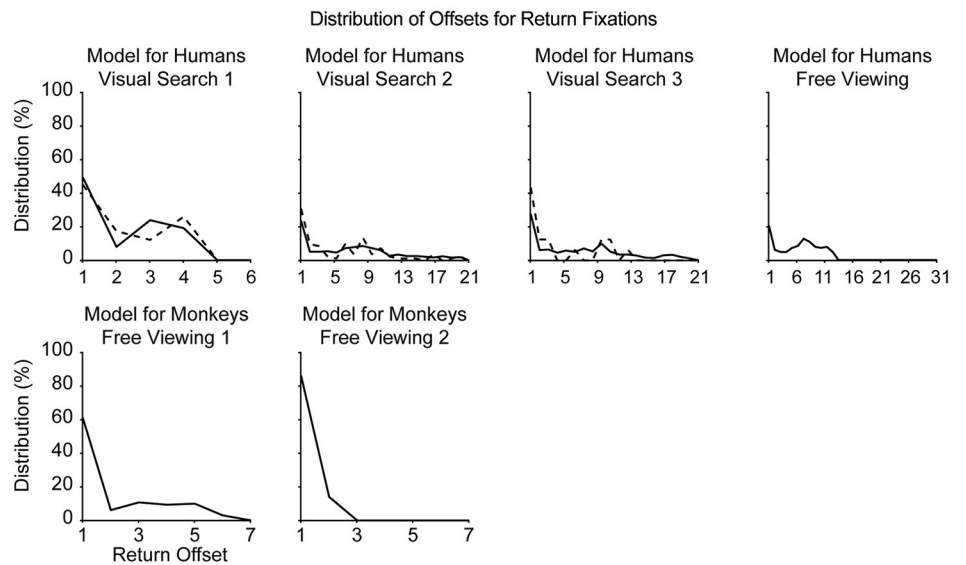 Distribution of Offsets for Return Fixations
Model for Humans
Visual Search 1
Model for Humans
Visual Search 2
Model for Humans
Visual Search 3
Model for Humans
Free Viewing
Distribution (%)
100
80
60
40
20
0
1 2 3 4 5 6
1 5 9 13 17 21
1 5 9 13 17 21
1 6 11 16 21 26 31
Model for Monkeys
Free Viewing 1
Model for Monkeys
Free Viewing 2
Distribution (%)
100
80
60
40
20
0
1 3 5 7
1 3 5 7
Return Offset